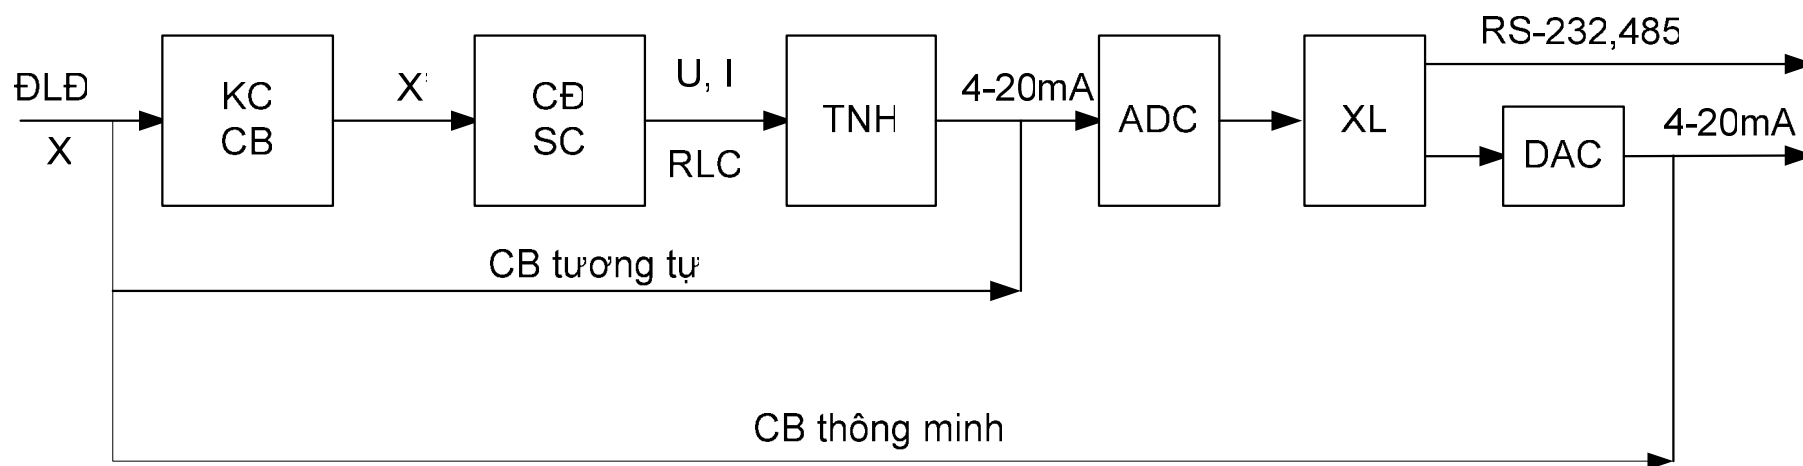 RS-232,485
ĐLĐ
X
KC
CB
X'
CĐ
SC
U, I
RLC
TNH
4-20mA
ADC
XL
DAC
4-20mA
CB tương tự
CB thông minh